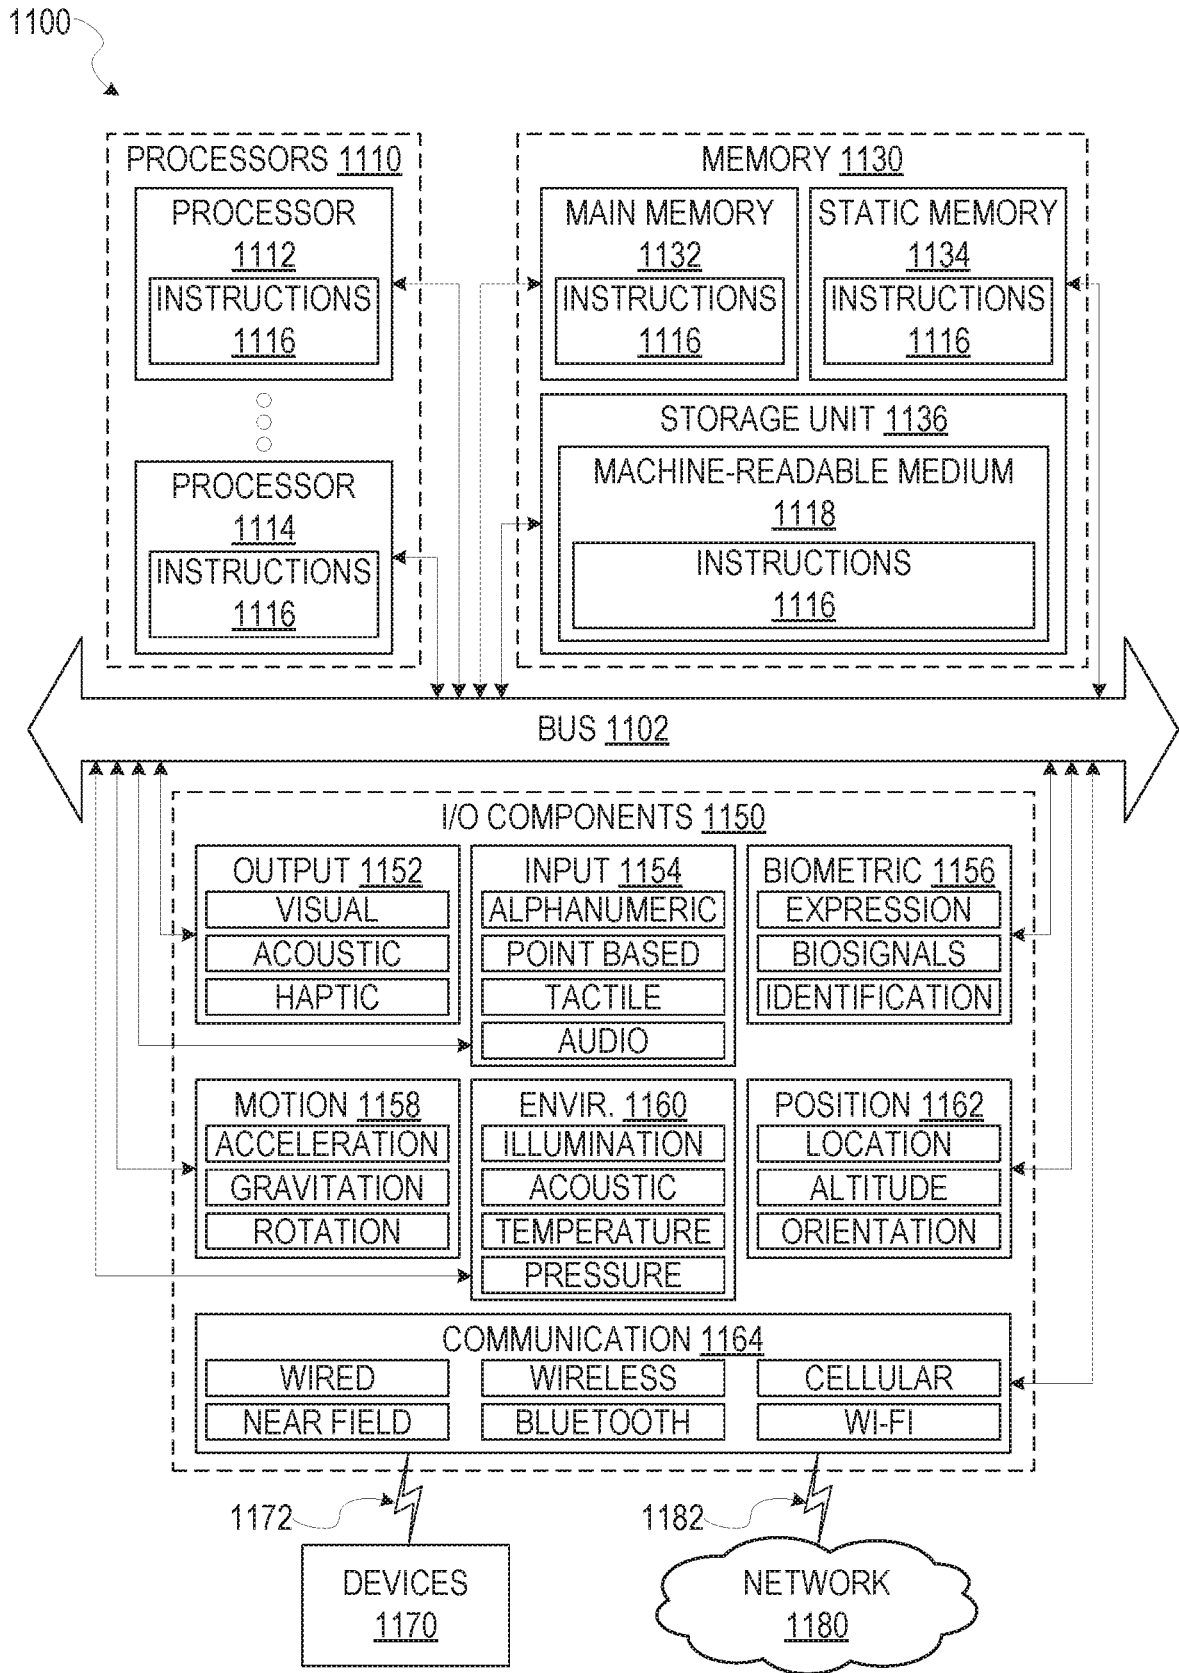 1100
PROCESSORS 1110
PROCESSOR
1112
INSTRUCTIONS
1116
PROCESSOR
1114
INSTRUCTIONS
1116
MEMORY 1130
MAIN MEMORY
1132
INSTRUCTIONS
1116
STATIC MEMORY
1134
INSTRUCTIONS
1116
STORAGE UNIT 1136
MACHINE-READABLE MEDIUM
1118
INSTRUCTIONS
1116
BUS 1102
I/O COMPONENTS 1150
OUTPUT 1152
VISUAL
ACOUSTIC
HAPTIC
INPUT 1154
ALPHANUMERIC
POINT BASED
TACTILE
AUDIO
BIOMETRIC 1156
EXPRESSION
BIOSIGNALS
IDENTIFICATION
MOTION 1158
ACCELERATION
GRAVITATION
ROTATION
ENVIR. 1160
ILLUMINATION
ACOUSTIC
TEMPERATURE
PRESSURE
POSITION 1162
LOCATION
ALTITUDE
ORIENTATION
COMMUNICATION 1164
WIRED
WIRELESS
CELLULAR
NEAR FIELD
BLUETOOTH
WI-FI
1172
1182
DEVICES
1170
NETWORK
1180